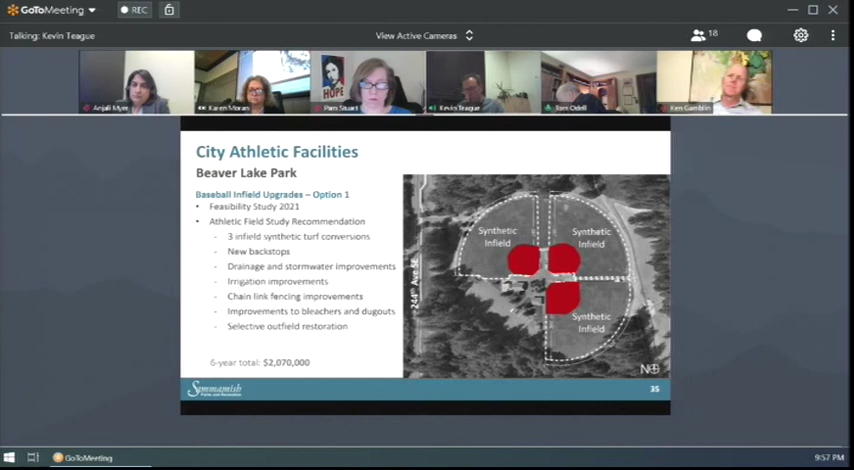 GoToMeeting
REC
Talking: Kevin Teague
View Active Cameras
18
HOPE
Anjali Myer
Karen Moran
Pam Stuart
Kevin Teague
Tom Odell
Ken Gamblin
City Athletic Facilities
Beaver Lake Park
Baseball Infield Upgrades – Option 1
• Feasibility Study 2021
• Athletic Field Study Recommendation
- 3 infield synthetic turf conversions
- New backstops
- Drainage and stormwater improvements
- Irrigation improvements
- Chain link fencing improvements
- Improvements to bleachers and dugouts
- Selective outfield restoration
6-year total: $2,070,000
Synthetic
Infield
Synthetic
Infield
Synthetic
Infield
244th Ave SE
N
Sammamish
Parks and Recreation
35
GoToMeeting
9:57 PM